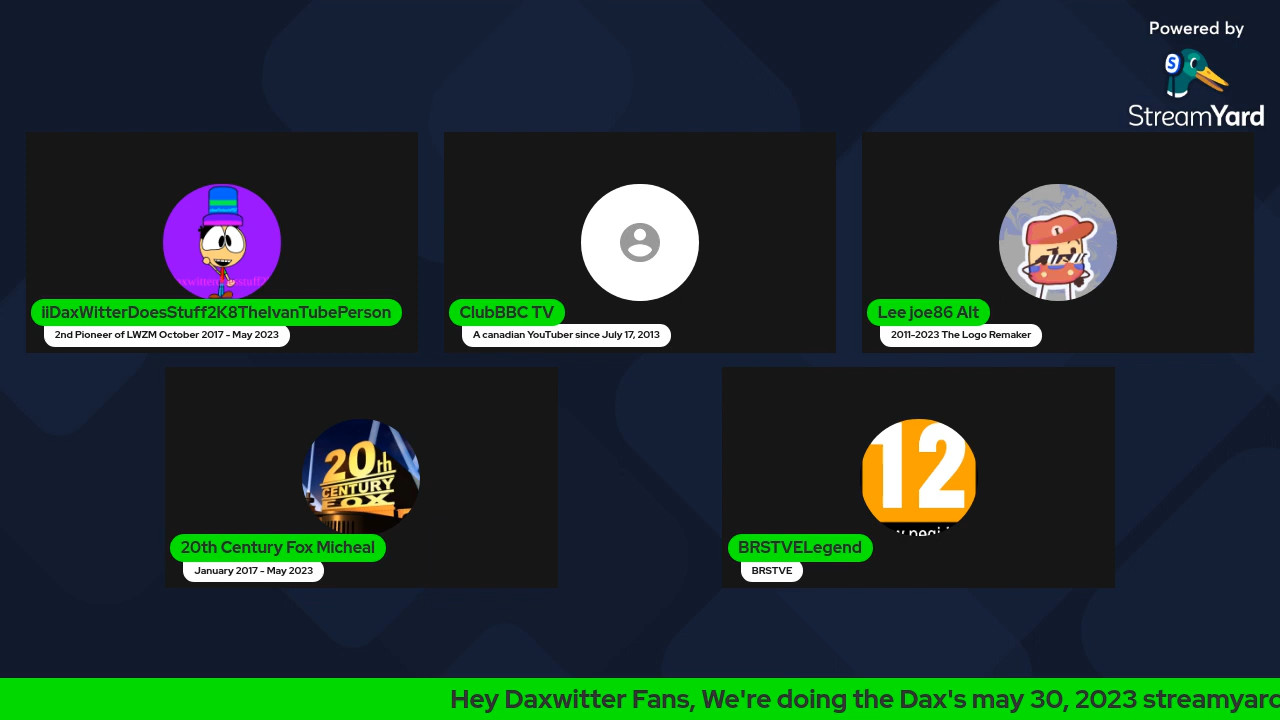 Powered by
StreamYard
iiDaxWitterDoesStuff2K8TheIvanTubePerson
2nd Pioneer of LWZM October 2017 - May 2023
ClubBBC TV
A canadian YouTuber since July 17, 2013
Lee joe86 Alt
2011-2023 The Logo Remaker
20th
CENTURY
FOX
20th Century Fox Micheal
January 2017 - May 2023
12
BRSTVELegend
BRSTVE
Hey Daxwitter Fans, We're doing the Dax's may 30, 2023 streamyard